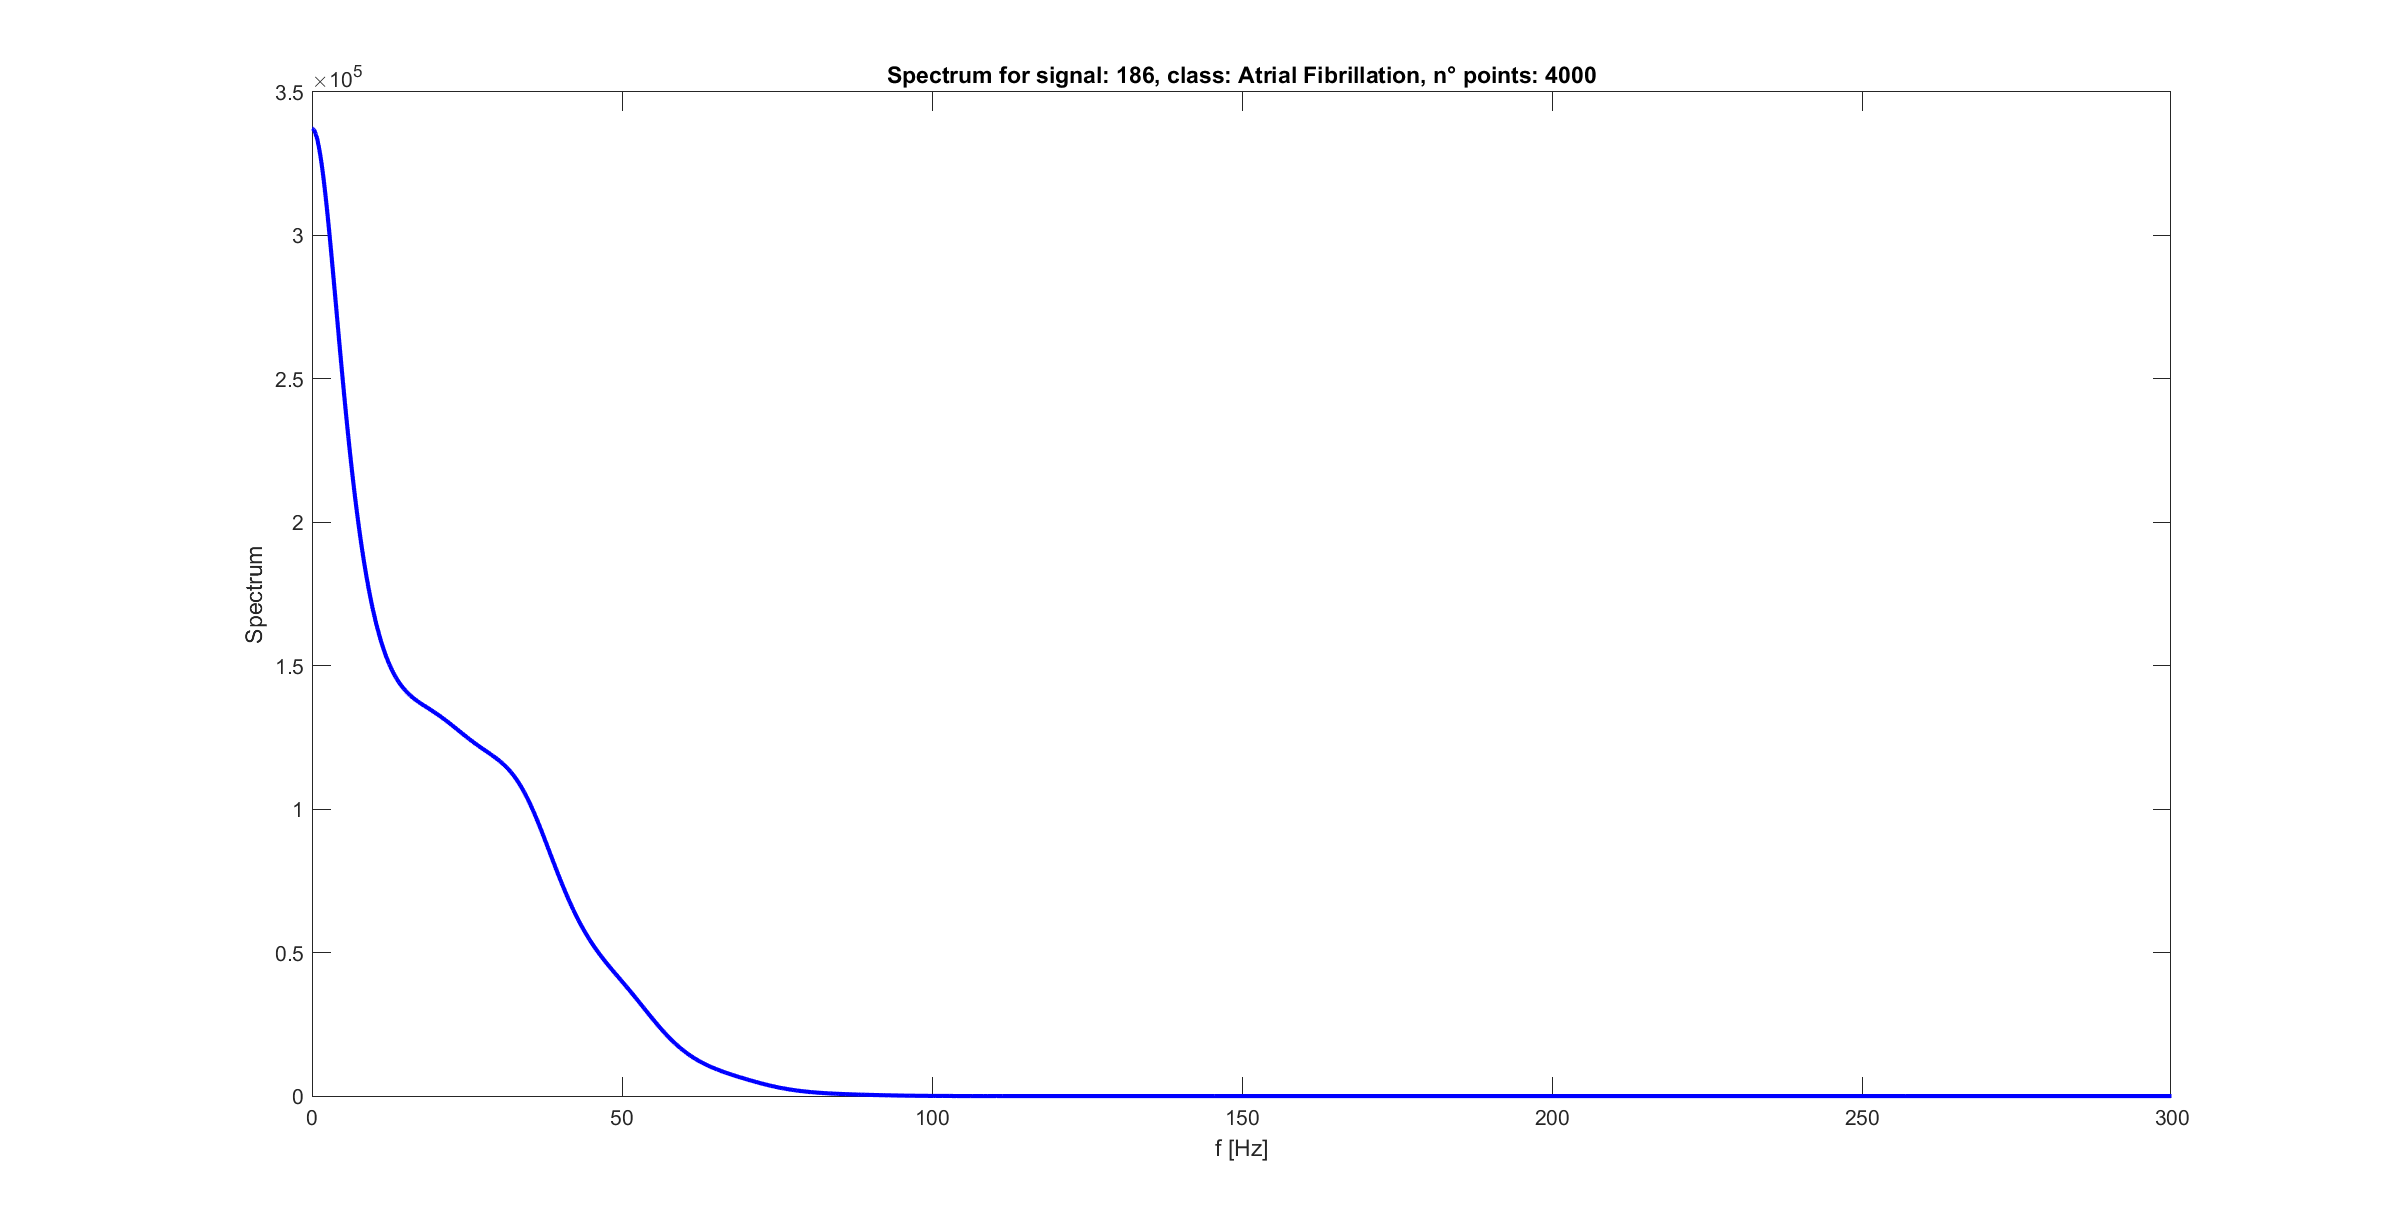 Spectrum for signal: 186, class: Atrial Fibrillation, n° points: 4000
×10^5
3.5
3
2.5
2
1.5
1
0.5
0
Spectrum
0 50 100 150 200 250 300
f [Hz]